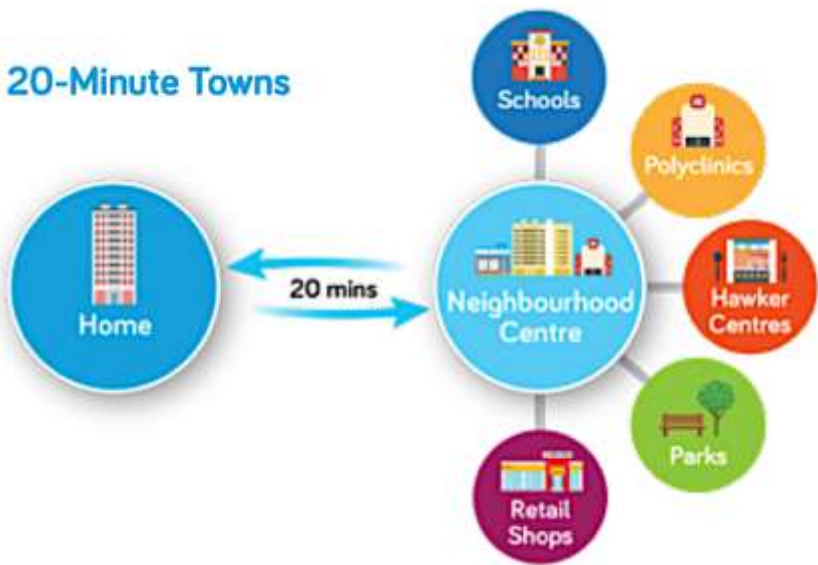 20-Minute Towns
Schools
Polyclinics
Home
20 mins
Neighbourhood
Centre
Hawker
Centres
Parks
Retail
Shops